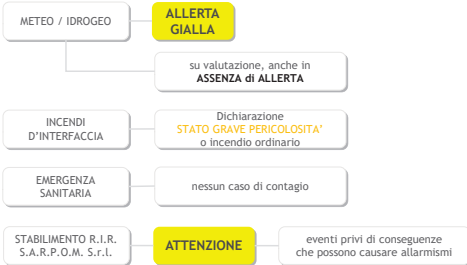 METEO / IDROGEO
ALLERTA
GIALLA
su valutazione, anche in
ASSENZA di ALLERTA
INCENDI
D'INTERFACCIA
Dichiarazione
STATO GRAVE PERICOLOSITA'
o incendio ordinario
EMERGENZA
SANITARIA
nessun caso di contagio
STABILIMENTO R.I.R.
S.A.R.P.O.M. S.r.l.
ATTENZIONE
eventi privi di conseguenze
che possono causare allarmismi